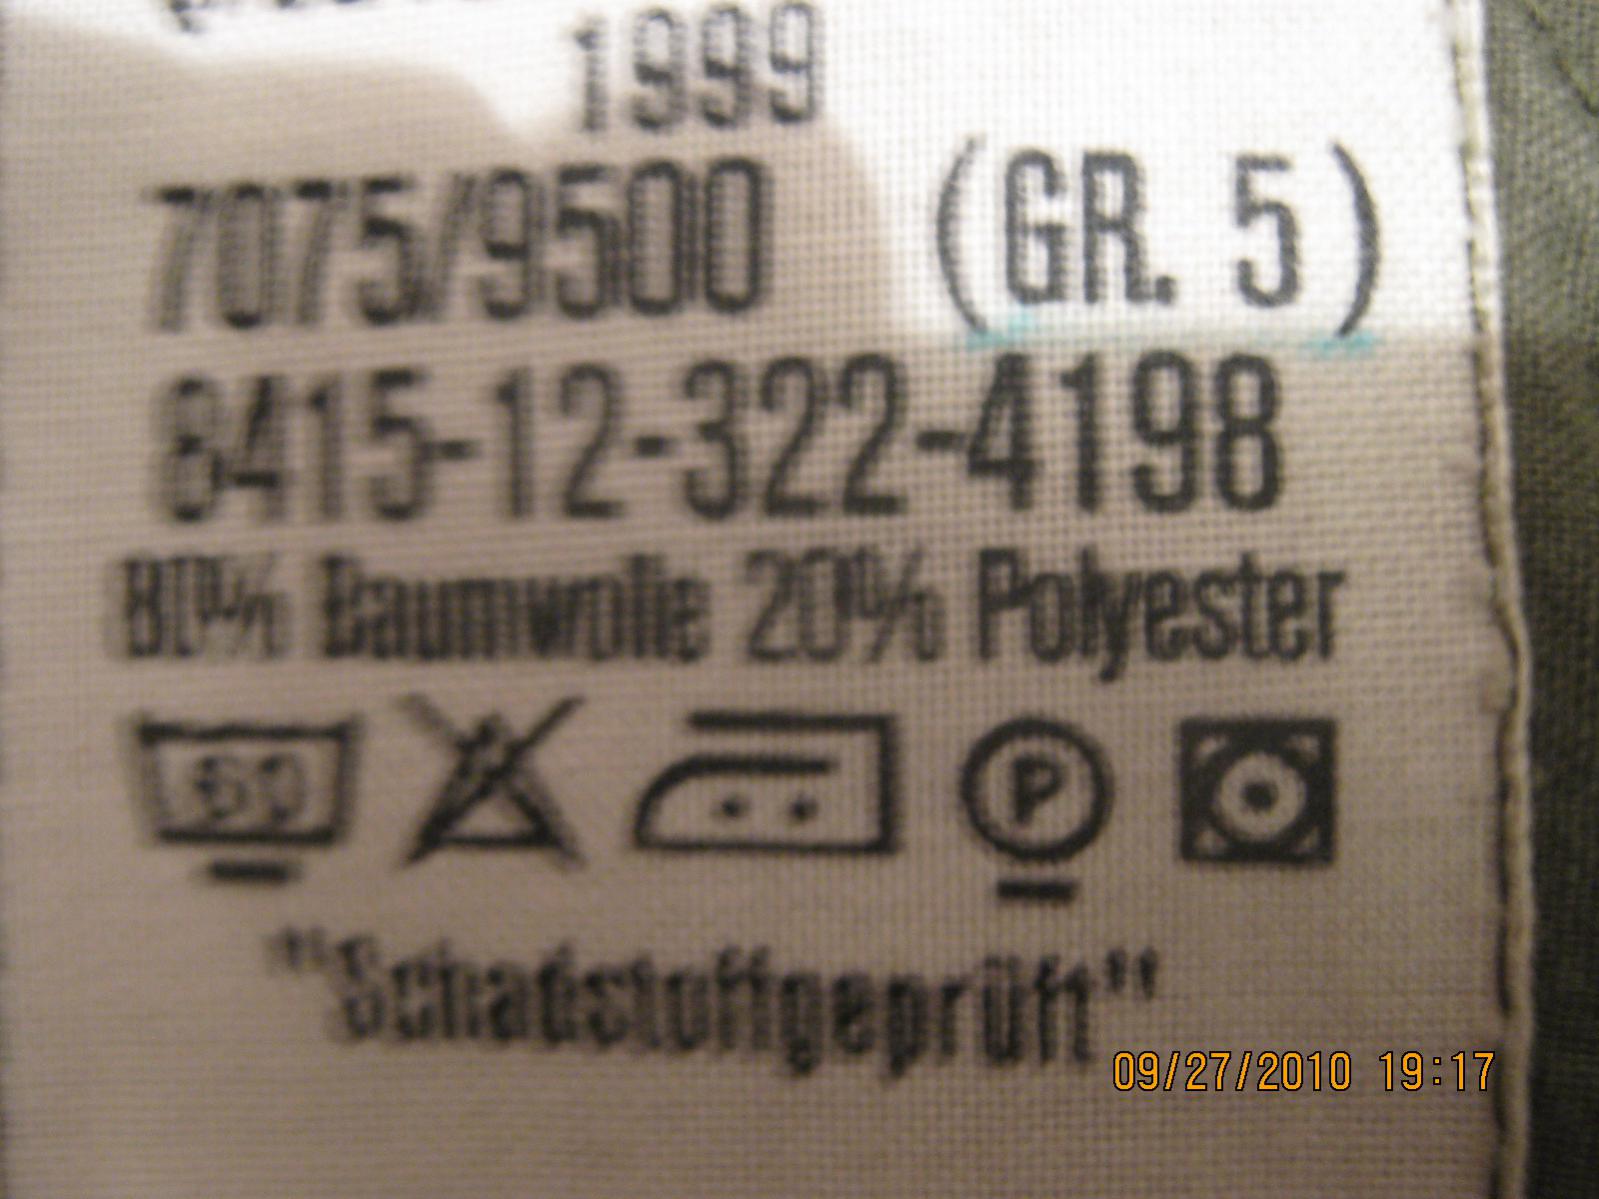 1999
7075/9500 (GR. 5)
8415-12-322-4198
80% Baumwolle 20% Polyester
60 P
"Schadstoffgeprüft"
09/27/2010 19:17